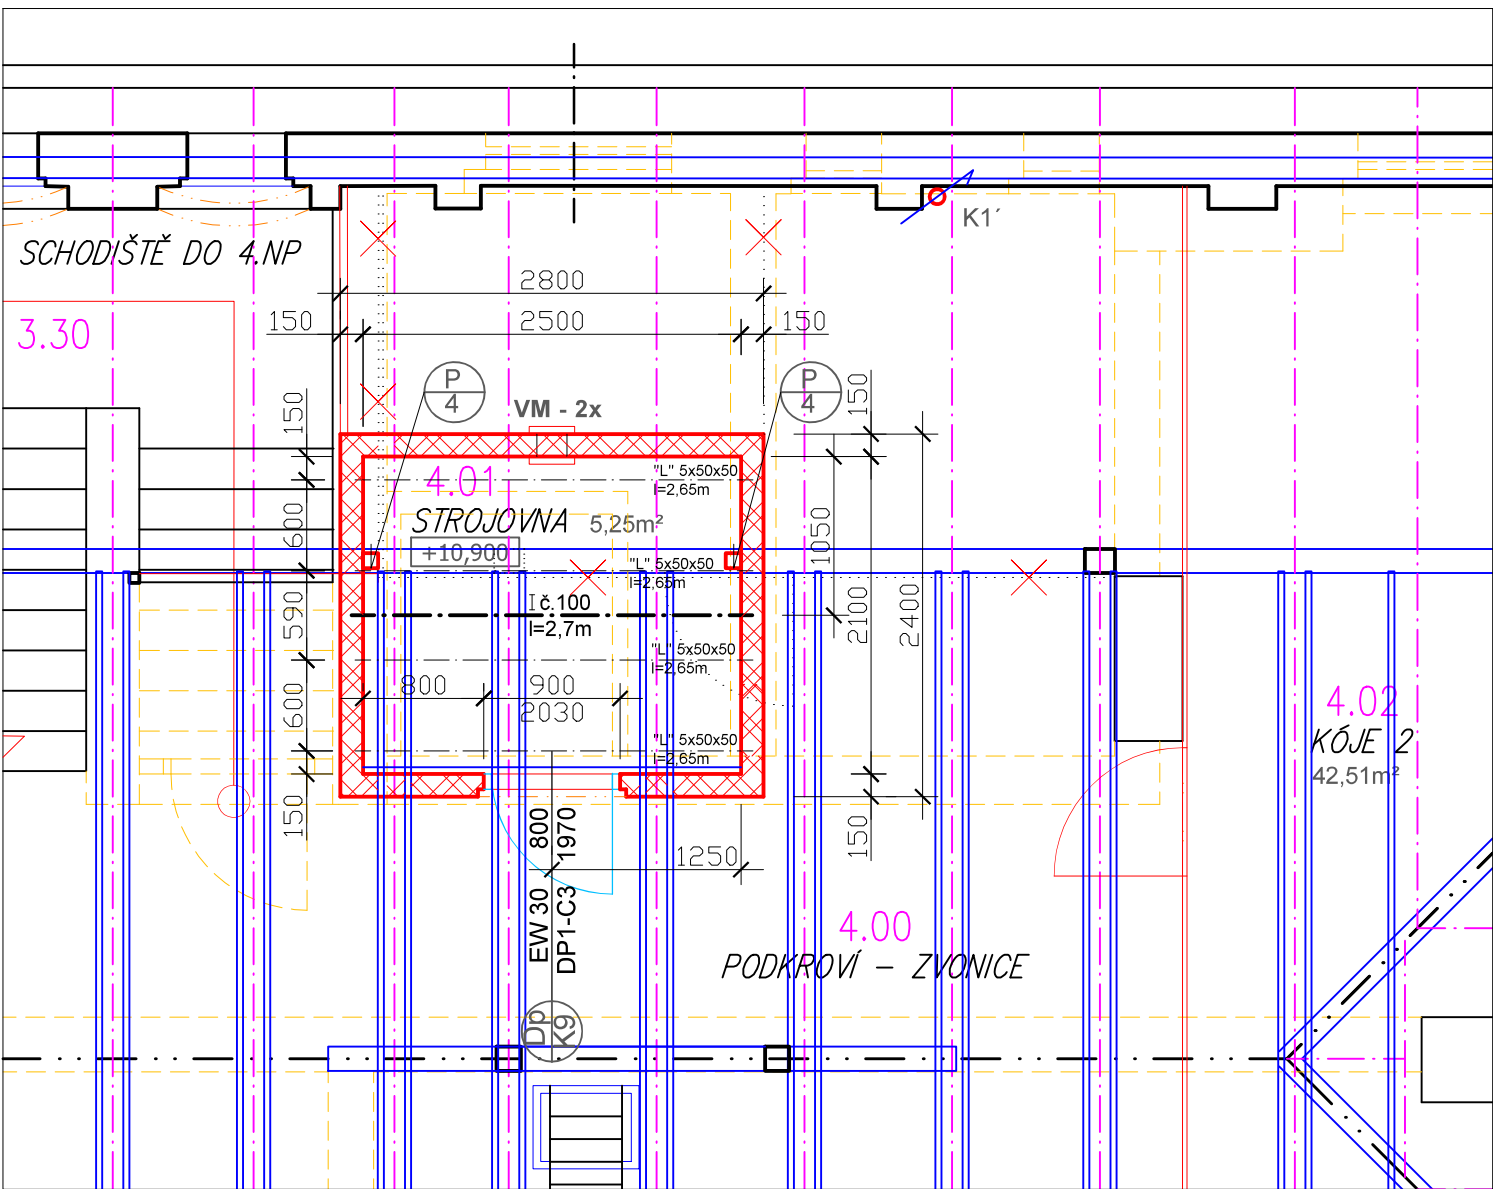 K1´
SCHODIŠTĚ DO 4.NP
2800
3.30
150
2500
150
P
4
P
4
150
VM - 2x
150
4.01
"L" 5x50x50
l=2,65m
STROJOVNA
5,25m²
+10,900
600
1050
"L" 5x50x50
l=2,65m
I č.100
l=2,7m
590
2100
2400
"L" 5x50x50
l=2,65m
800
900
2030
600
"L" 5x50x50
l=2,65m
4.02
KÓJE 2
42,51m²
150
150
EW 30
800
DP1-C3
1970
1250
4.00
PODKROVÍ – ZVONICE
Dp
K9